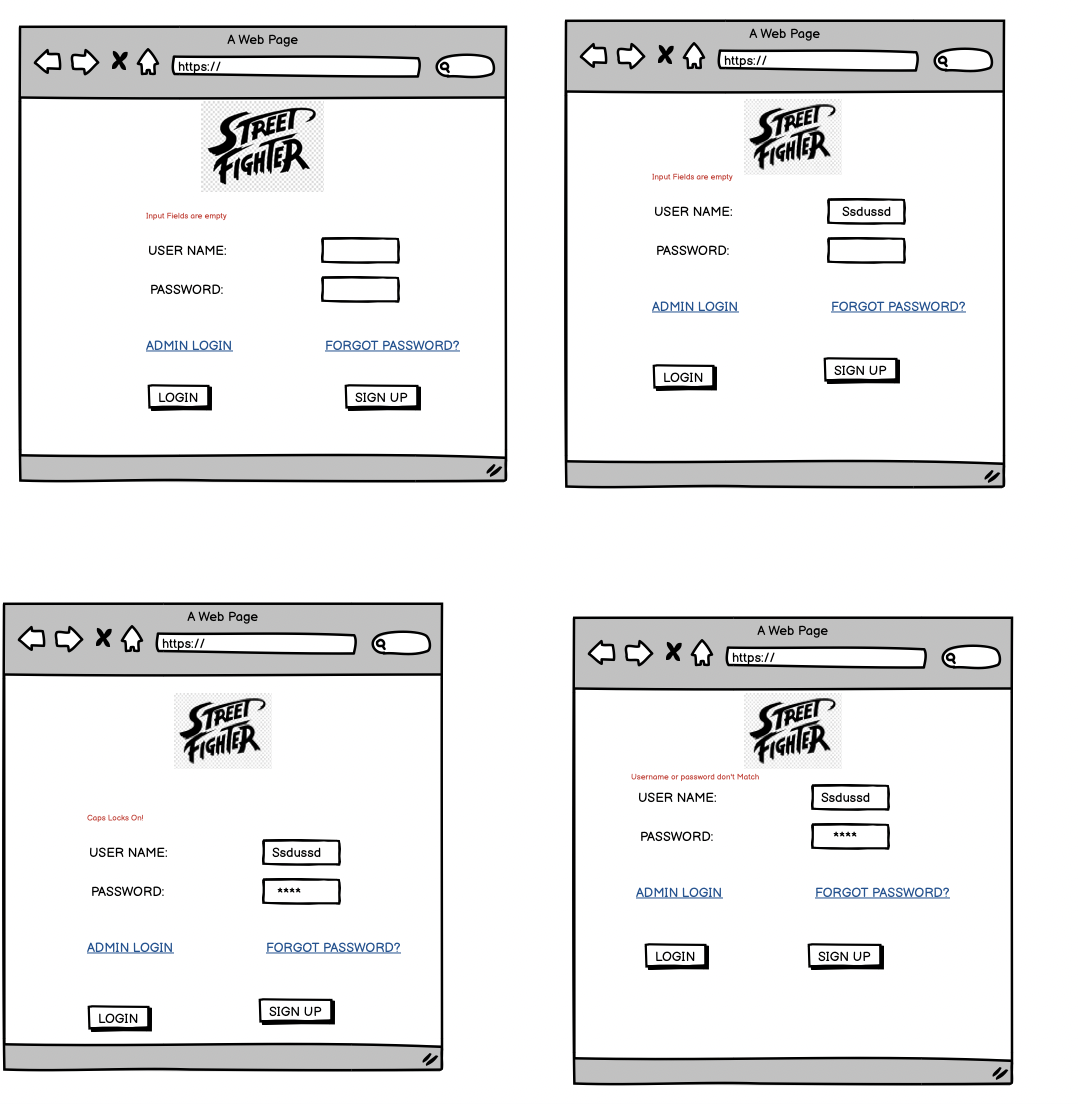 A Web Page
https://
STREET
FIGHTER
Input Fields are empty
USER NAME:
PASSWORD:
ADMIN LOGIN FORGOT PASSWORD?
LOGIN SIGN UP
A Web Page
https://
STREET
FIGHTER
Input Fields are empty
USER NAME: Ssdussd
PASSWORD:
ADMIN LOGIN FORGOT PASSWORD?
LOGIN SIGN UP
A Web Page
https://
STREET
FIGHTER
Caps Locks On!
USER NAME: Ssdussd
PASSWORD: ****
ADMIN LOGIN FORGOT PASSWORD?
LOGIN SIGN UP
A Web Page
https://
STREET
FIGHTER
Username or password don't Match
USER NAME: Ssdussd
PASSWORD: ****
ADMIN LOGIN FORGOT PASSWORD?
LOGIN SIGN UP